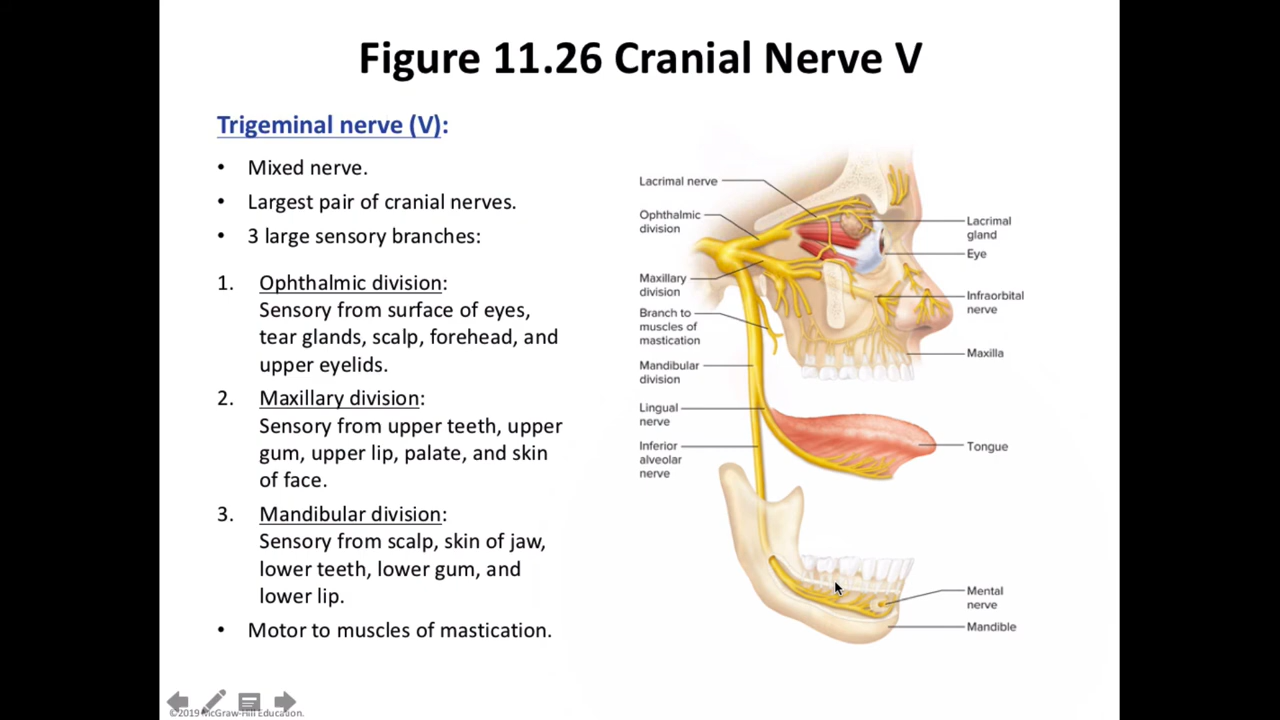 Figure 11.26 Cranial Nerve V
Trigeminal nerve (V):
• Mixed nerve.
• Largest pair of cranial nerves.
• 3 large sensory branches:
1. Ophthalmic division:
Sensory from surface of eyes,
tear glands, scalp, forehead, and
upper eyelids.
2. Maxillary division:
Sensory from upper teeth, upper
gum, upper lip, palate, and skin
of face.
3. Mandibular division:
Sensory from scalp, skin of jaw,
lower teeth, lower gum, and
lower lip.
• Motor to muscles of mastication.
Lacrimal nerve
Ophthalmic
division
Maxillary
division
Branch to
muscles of
mastication
Mandibular
division
Lingual
nerve
Inferior
alveolar
nerve
Lacrimal
gland
Eye
Infraorbital
nerve
Maxilla
Tongue
Mental
nerve
Mandible
©2019 McGraw-Hill Education.